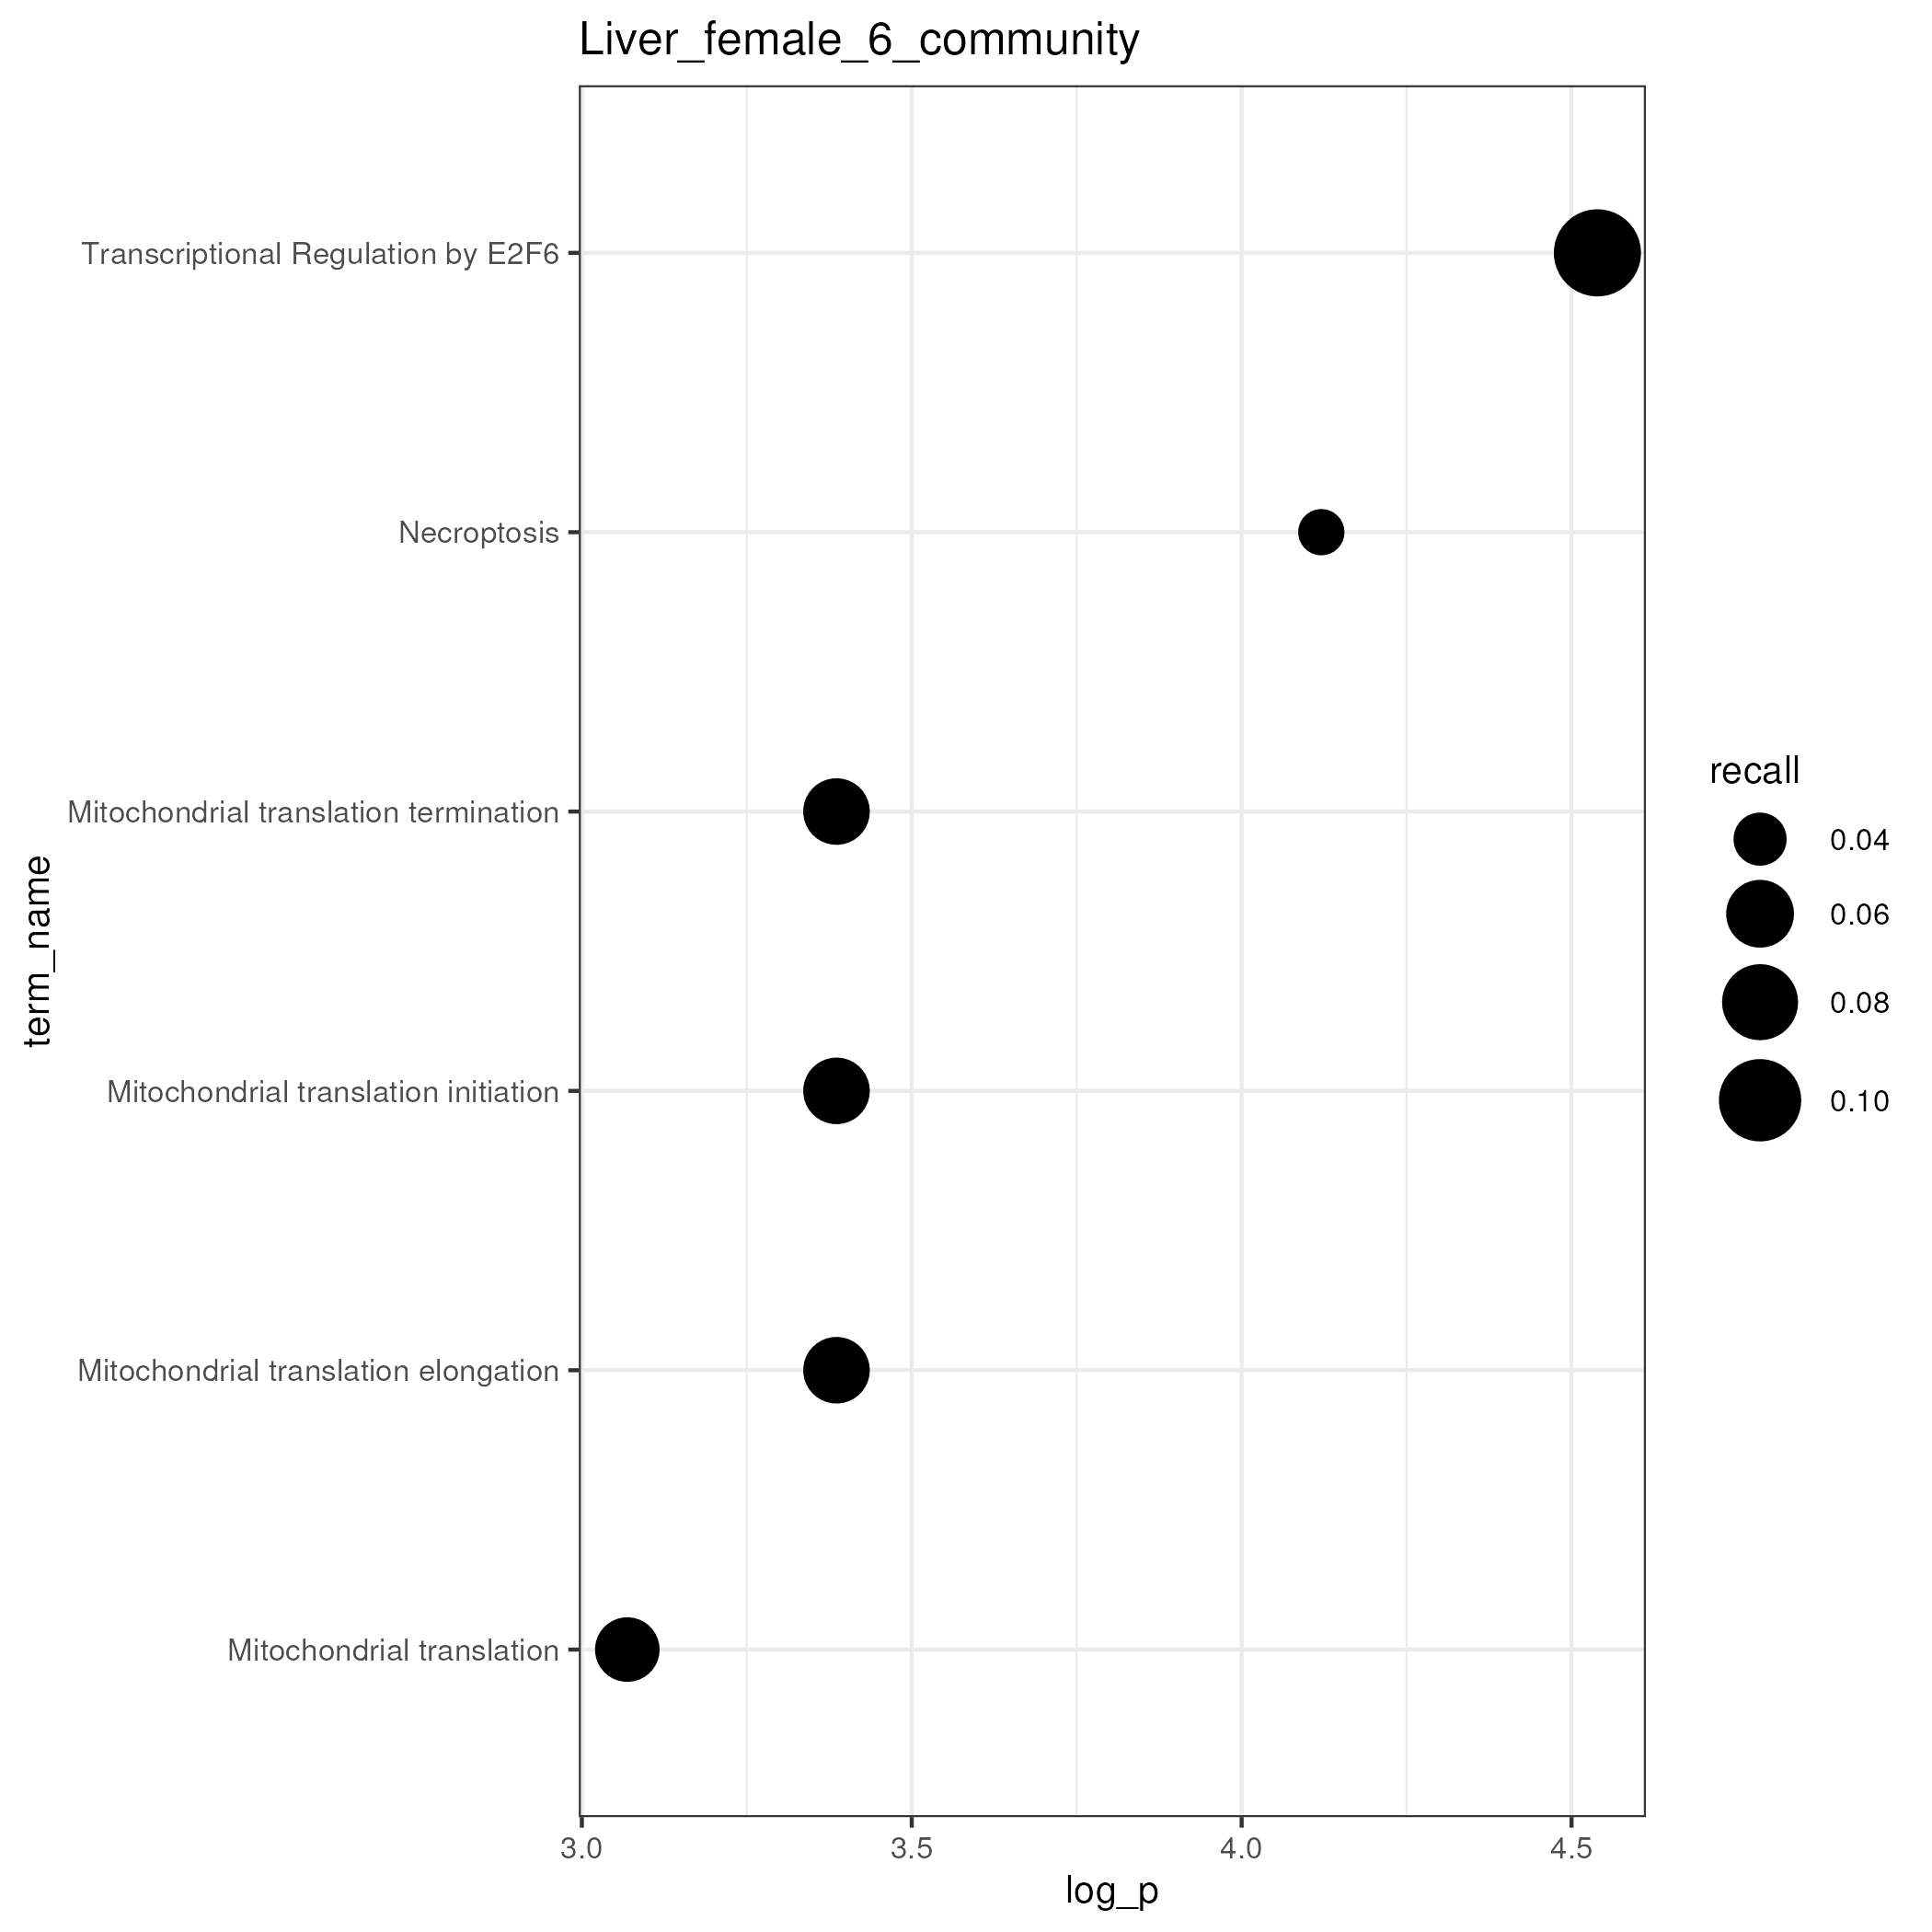 Liver_female_6_community
Transcriptional Regulation by E2F6
Necroptosis
Mitochondrial translation termination
Mitochondrial translation initiation
Mitochondrial translation elongation
Mitochondrial translation
term_name
3.0
3.5
4.0
4.5
log_p
recall
0.04
0.06
0.08
0.10